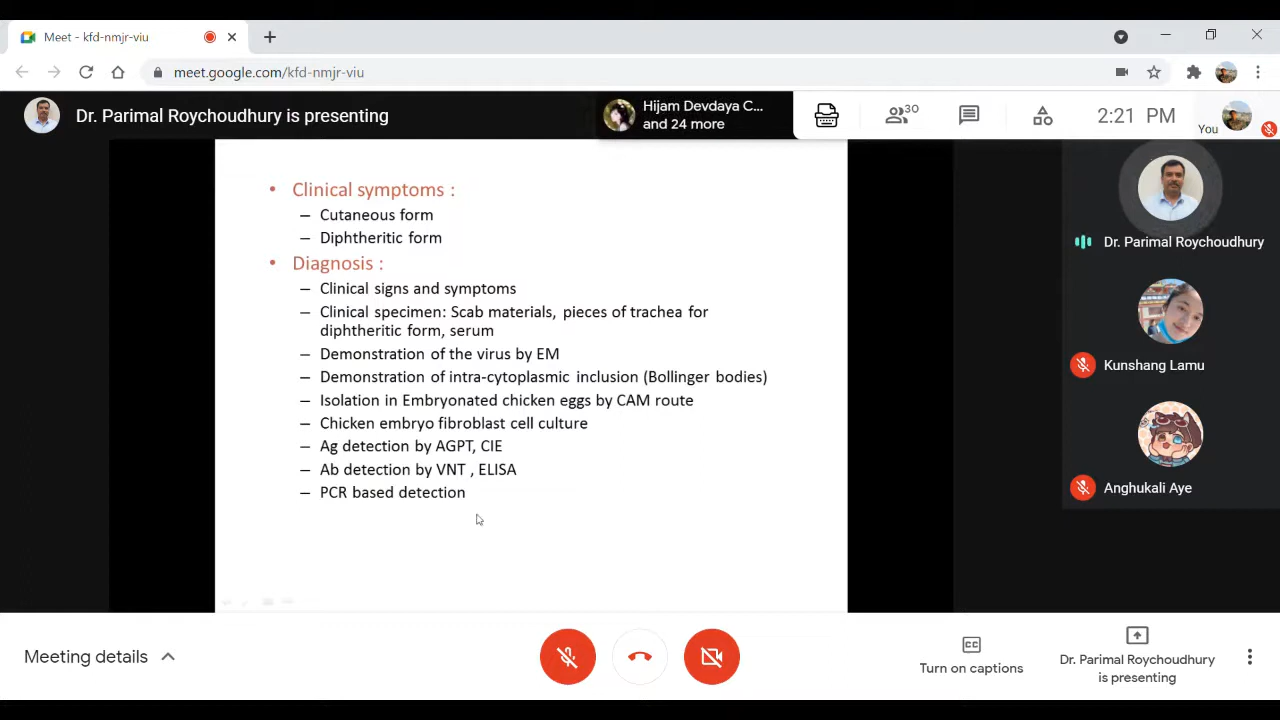 Meet - kfd-nmjr-viu
meet.google.com/kfd-nmjr-viu
Dr. Parimal Roychoudhury is presenting
Hijam Devdaya C...
and 24 more
30
2:21 PM
You
• Clinical symptoms :
– Cutaneous form
– Diphtheritic form
• Diagnosis :
– Clinical signs and symptoms
– Clinical specimen: Scab materials, pieces of trachea for
diphtheritic form, serum
– Demonstration of the virus by EM
– Demonstration of intra-cytoplasmic inclusion (Bollinger bodies)
– Isolation in Embryonated chicken eggs by CAM route
– Chicken embryo fibroblast cell culture
– Ag detection by AGPT, CIE
– Ab detection by VNT , ELISA
– PCR based detection
Dr. Parimal Roychoudhury
Kunshang Lamu
Anghukali Aye
Meeting details
CC
Turn on captions
Dr. Parimal Roychoudhury
is presenting